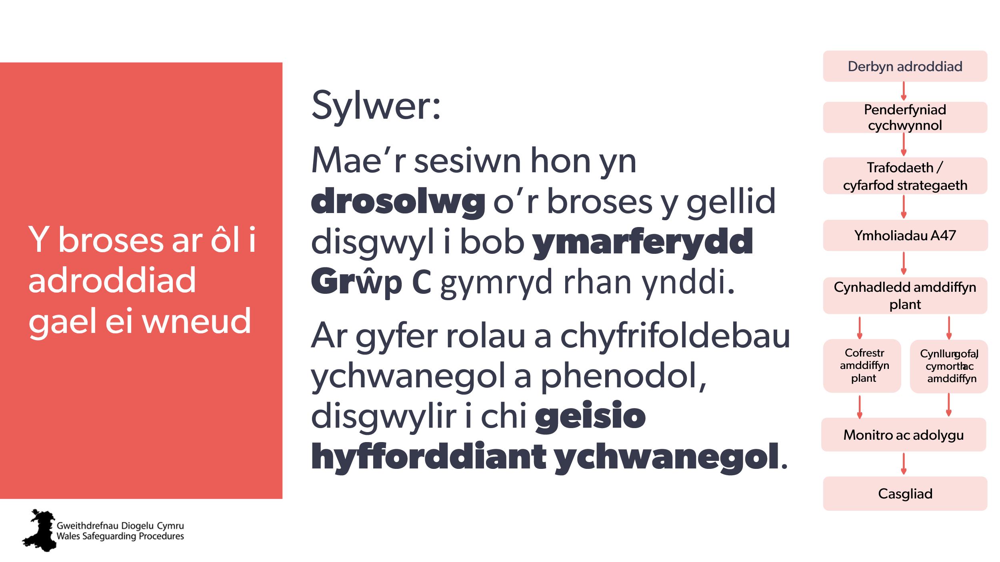 Y broses ar ôl i
adroddiad
gael ei wneud
Sylwer:
Mae’r sesiwn hon yn
drosolwg o’r broses y gellid
disgwyl i bob ymarferydd
Grŵp C gymryd rhan ynddi.
Ar gyfer rolau a chyfrifoldebau
ychwanegol a phenodol,
disgwylir i chi geisio
hyfforddiant ychwanegol.
Derbyn adroddiad
Penderfyniad
cychwynnol
Trafodaeth /
cyfarfod strategaeth
Ymholiadau A47
Cynhadledd amddiffyn
plant
Cofrestr
amddiffyn
plant
Cynllun gofal,
cymorth ac
amddiffyn
Monitro ac adolygu
Casgliad
Gweithdrefnau Diogelu Cymru
Wales Safeguarding Procedures